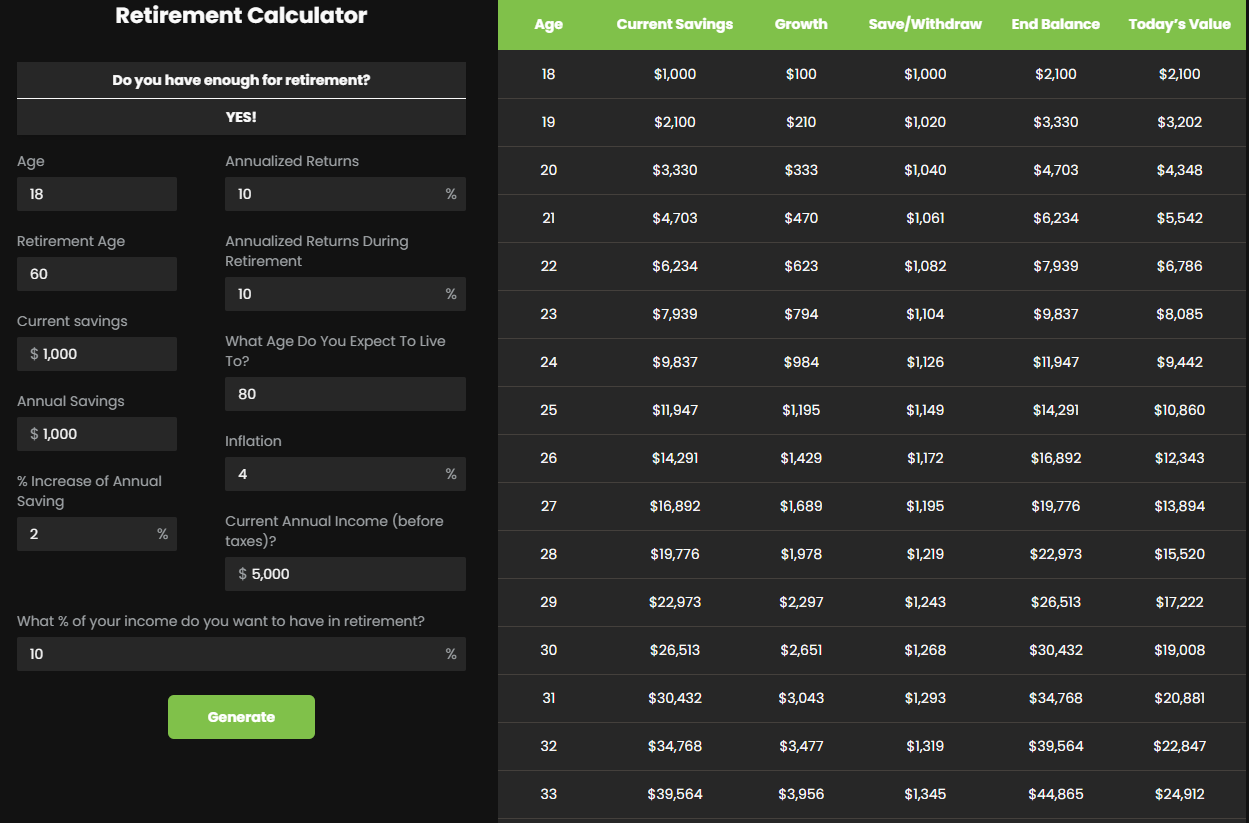 Retirement Calculator
Do you have enough for retirement?
YES!
Age
18
Retirement Age
60
Current savings
$ 1,000
Annual Savings
$ 1,000
% Increase of Annual
Saving
2 %
Annualized Returns
10 %
Annualized Returns During
Retirement
10 %
What Age Do You Expect To Live
To?
80
Inflation
4 %
Current Annual Income (before
taxes)?
$ 5,000
What % of your income do you want to have in retirement?
10 %
Generate
Age Current Savings Growth Save/Withdraw End Balance Today's Value
18 $1,000 $100 $1,000 $2,100 $2,100
19 $2,100 $210 $1,020 $3,330 $3,202
20 $3,330 $333 $1,040 $4,703 $4,348
21 $4,703 $470 $1,061 $6,234 $5,542
22 $6,234 $623 $1,082 $7,939 $6,786
23 $7,939 $794 $1,104 $9,837 $8,085
24 $9,837 $984 $1,126 $11,947 $9,442
25 $11,947 $1,195 $1,149 $14,291 $10,860
26 $14,291 $1,429 $1,172 $16,892 $12,343
27 $16,892 $1,689 $1,195 $19,776 $13,894
28 $19,776 $1,978 $1,219 $22,973 $15,520
29 $22,973 $2,297 $1,243 $26,513 $17,222
30 $26,513 $2,651 $1,268 $30,432 $19,008
31 $30,432 $3,043 $1,293 $34,768 $20,881
32 $34,768 $3,477 $1,319 $39,564 $22,847
33 $39,564 $3,956 $1,345 $44,865 $24,912